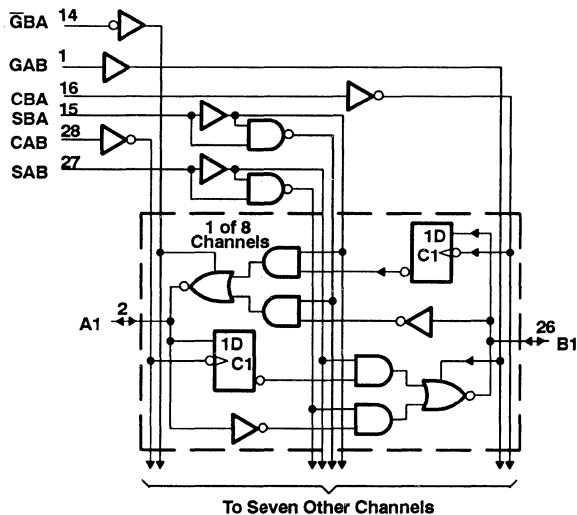 G̅BA 14
GAB 1
CBA 16
SBA 15
CAB 28
SAB 27
1 of 8
Channels
1D
C1
A1 2
1D
C1
26
B1
To Seven Other Channels